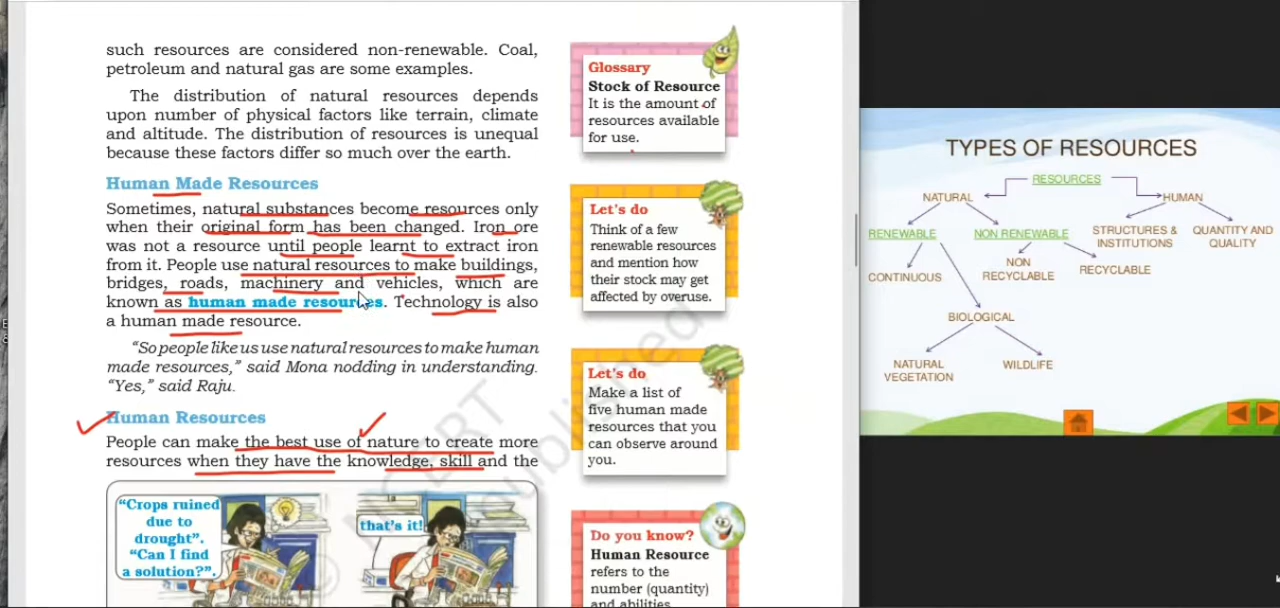 such resources are considered non-renewable. Coal,
petroleum and natural gas are some examples.
The distribution of natural resources depends
upon number of physical factors like terrain, climate
and altitude. The distribution of resources is unequal
because these factors differ so much over the earth.
Human Made Resources
Sometimes, natural substances become resources only
when their original form has been changed. Iron ore
was not a resource until people learnt to extract iron
from it. People use natural resources to make buildings,
bridges, roads, machinery and vehicles, which are
known as human made resources. Technology is also
a human made resource.
“So people like us use natural resources to make human
made resources,” said Mona nodding in understanding.
“Yes,” said Raju.
Human Resources
People can make the best use of nature to create more
resources when they have the knowledge, skill and the
“Crops ruined
due to
drought”.
“Can I find
a solution?”.
that’s it!
Glossary
Stock of Resource
It is the amount of
resources available
for use.
Let’s do
Think of a few
renewable resources
and mention how
their stock may get
affected by overuse.
Let’s do
Make a list of
five human made
resources that you
can observe around
you.
Do you know?
Human Resource
refers to the
number (quantity)
and abilities
NCERT
published
TYPES OF RESOURCES
RESOURCES
NATURAL
HUMAN
RENEWABLE
NON RENEWABLE
STRUCTURES &
INSTITUTIONS
QUANTITY AND
QUALITY
CONTINUOUS
NON
RECYCLABLE
RECYCLABLE
BIOLOGICAL
NATURAL
VEGETATION
WILDLIFE